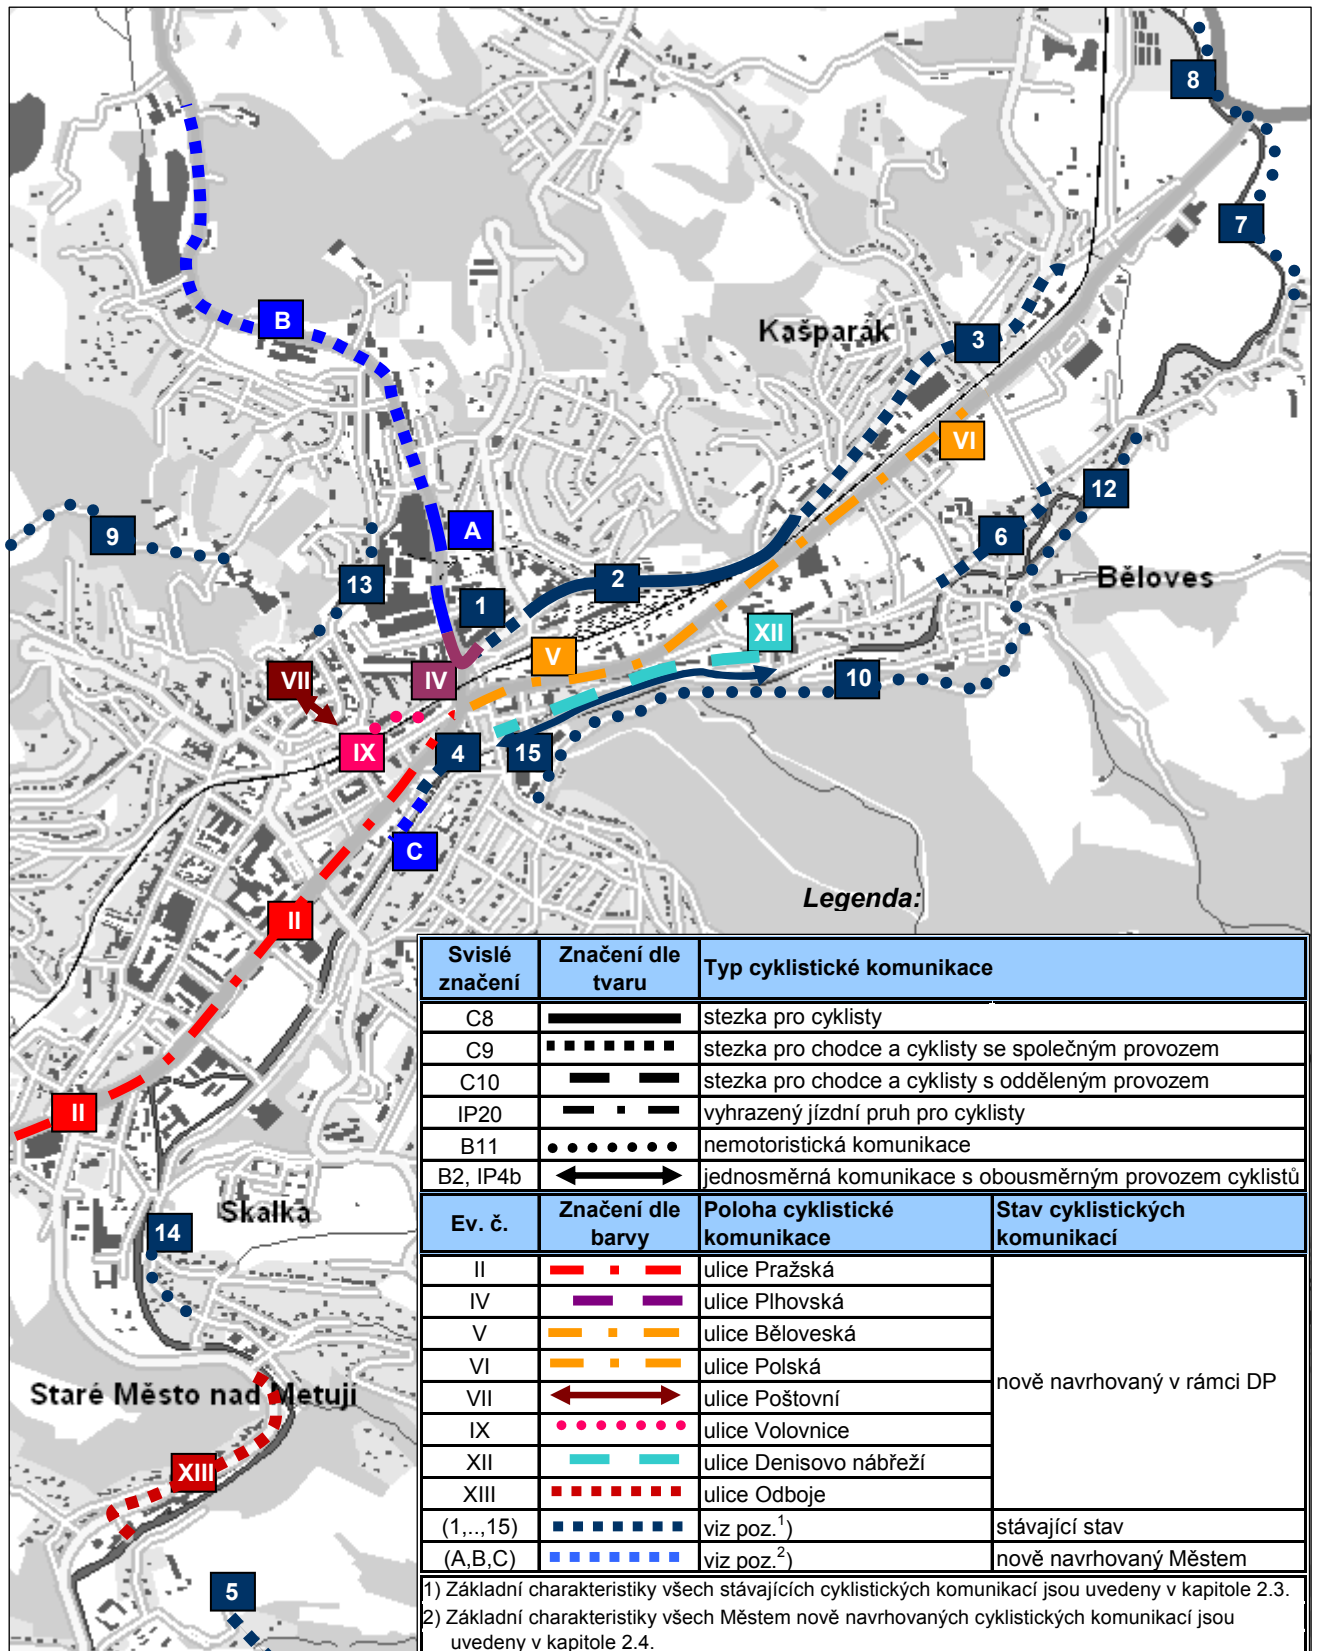 8
7
B
Kašparák
3
VI
12
9
A
6
2
13
1
Běloves
XII
V
VII
IV
10
IX
4
15
C
II
Legenda:
II
Skalka
14
Staré Město nad Metují
XIII
5
Svislé značení
Značení dle tvaru
Typ cyklistické komunikace
C8 stezka pro cyklisty
C9 stezka pro chodce a cyklisty se společným provozem
C10 stezka pro chodce a cyklisty s odděleným provozem
IP20 vyhrazený jízdní pruh pro cyklisty
B11 nemotoristická komunikace
B2, IP4b jednosměrná komunikace s obousměrným provozem cyklistů
Ev. č.
Značení dle barvy
Poloha cyklistické komunikace
Stav cyklistických komunikací
II ulice Pražská
IV ulice Plhovská
V ulice Běloveská
VI ulice Polská
nově navrhovaný v rámci DP
VII ulice Poštovní
IX ulice Volovnice
XII ulice Denisovo nábřeží
XIII ulice Odboje
(1,..,15) viz poz.1) stávající stav
(A,B,C) viz poz.2) nově navrhovaný Městem
1) Základní charakteristiky všech stávajících cyklistických komunikací jsou uvedeny v kapitole 2.3.
2) Základní charakteristiky všech Městem nově navrhovaných cyklistických komunikací jsou
uvedeny v kapitole 2.4.